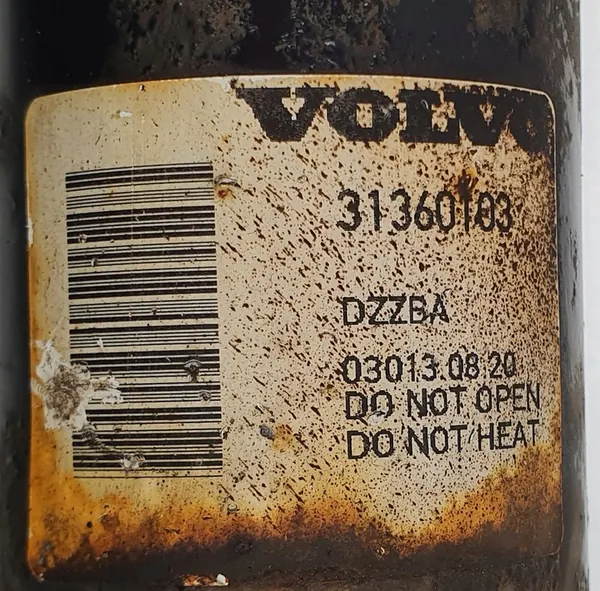 VOLVO
31360103
DZZBA
03013.08 20
DO NOT OPEN
DO NOT HEAT